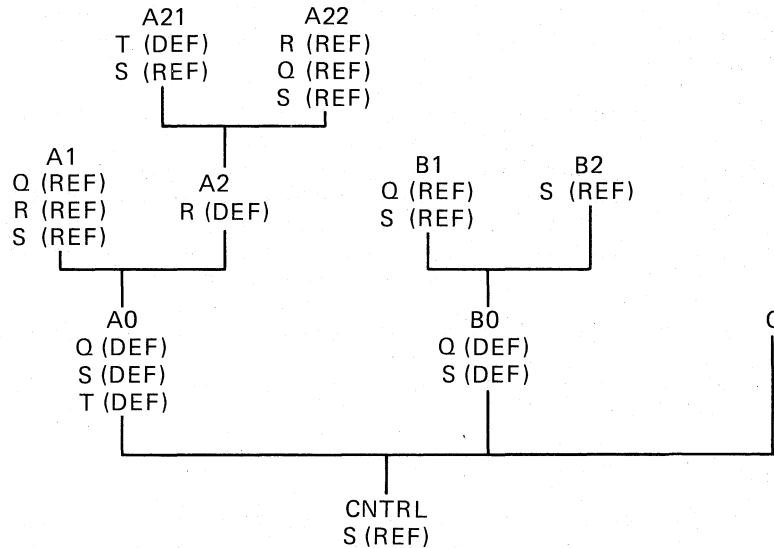 A21
T (DEF)
S (REF)
A22
R (REF)
Q (REF)
S (REF)
A1
Q (REF)
R (REF)
S (REF)
A2
R (DEF)
B1
Q (REF)
S (REF)
B2
S (REF)
A0
Q (DEF)
S (DEF)
T (DEF)
B0
Q (DEF)
S (DEF)
CNTRL
S (REF)